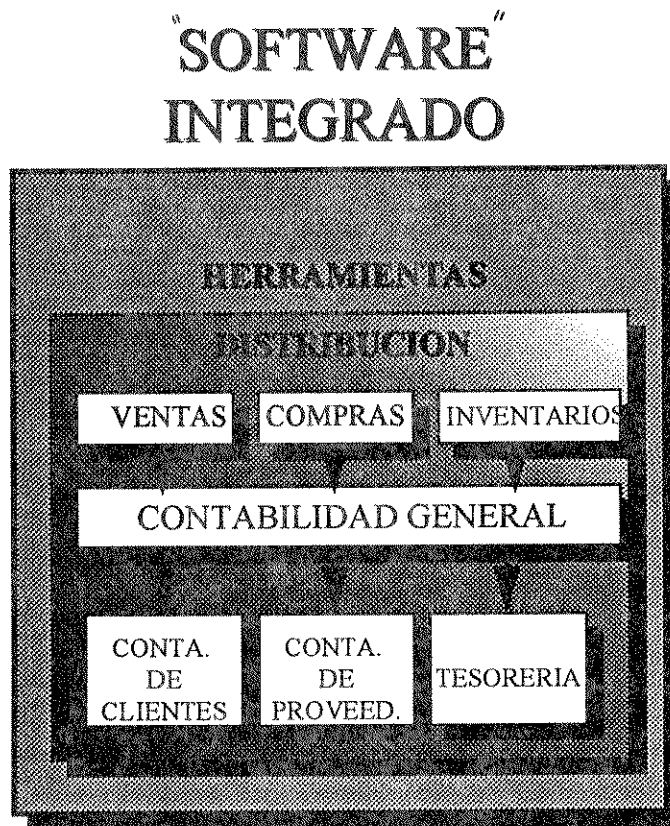 "SOFTWARE"
INTEGRADO
HERRAMIENTAS
DISTRIBUCION
VENTAS COMPRAS INVENTARIOS
CONTABILIDAD GENERAL
CONTA. CONTA.
DE DE TESORERIA
CLIENTES PROVEED.